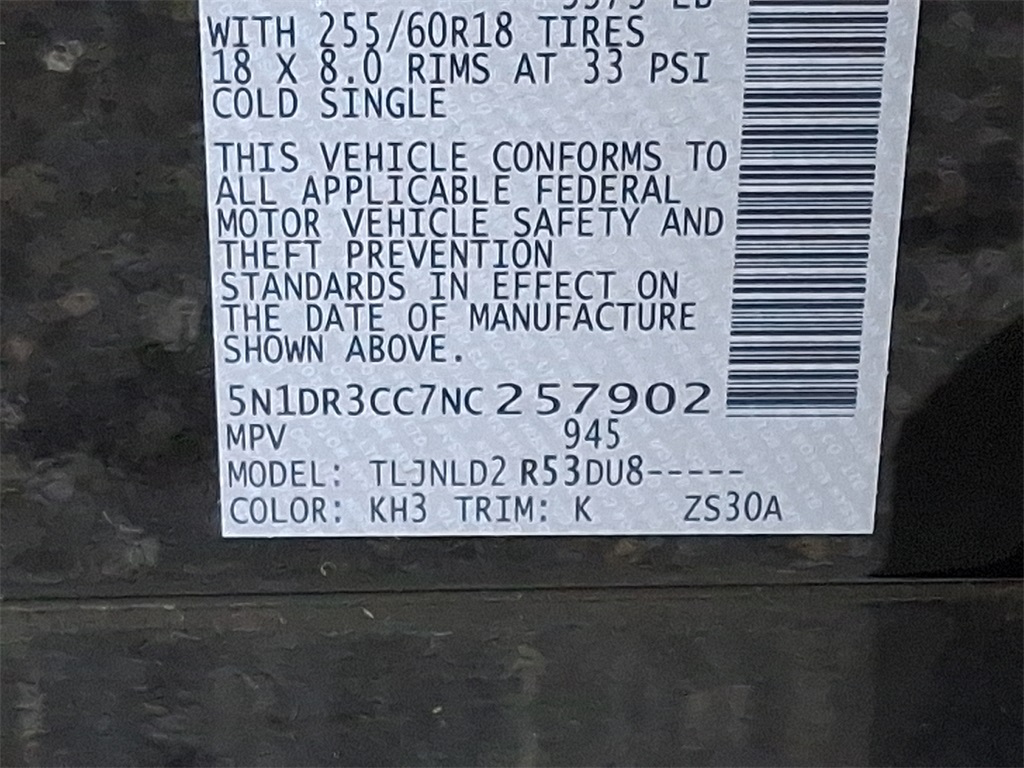 WITH 255/60R18 TIRES
18 X 8.0 RIMS AT 33 PSI
COLD SINGLE
THIS VEHICLE CONFORMS TO
ALL APPLICABLE FEDERAL
MOTOR VEHICLE SAFETY AND
THEFT PREVENTION
STANDARDS IN EFFECT ON
THE DATE OF MANUFACTURE
SHOWN ABOVE.
5N1DR3CC7NC257902
MPV 945
MODEL: TLJNLD2 R53DU8-----
COLOR: KH3 TRIM: K ZS30A